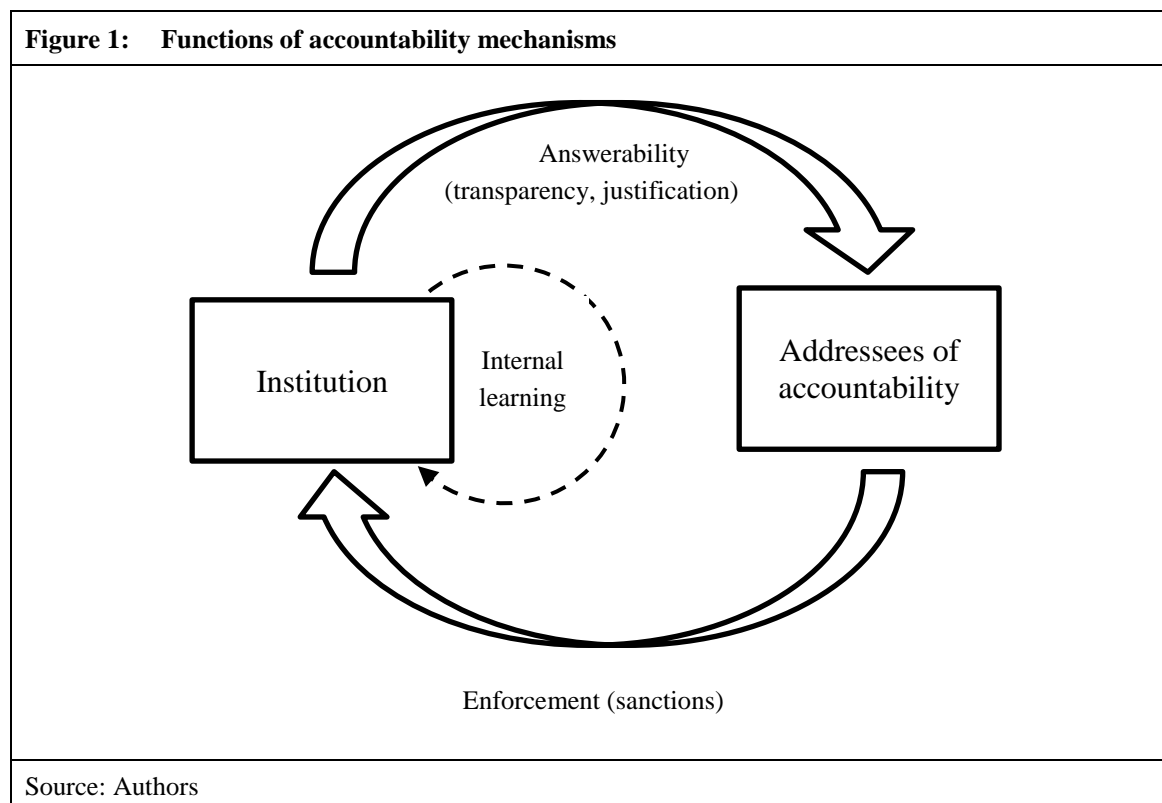 Figure 1: Functions of accountability mechanisms
Answerability
(transparency, justification)
Institution
Internal
learning
Addressees of
accountability
Enforcement (sanctions)
Source: Authors